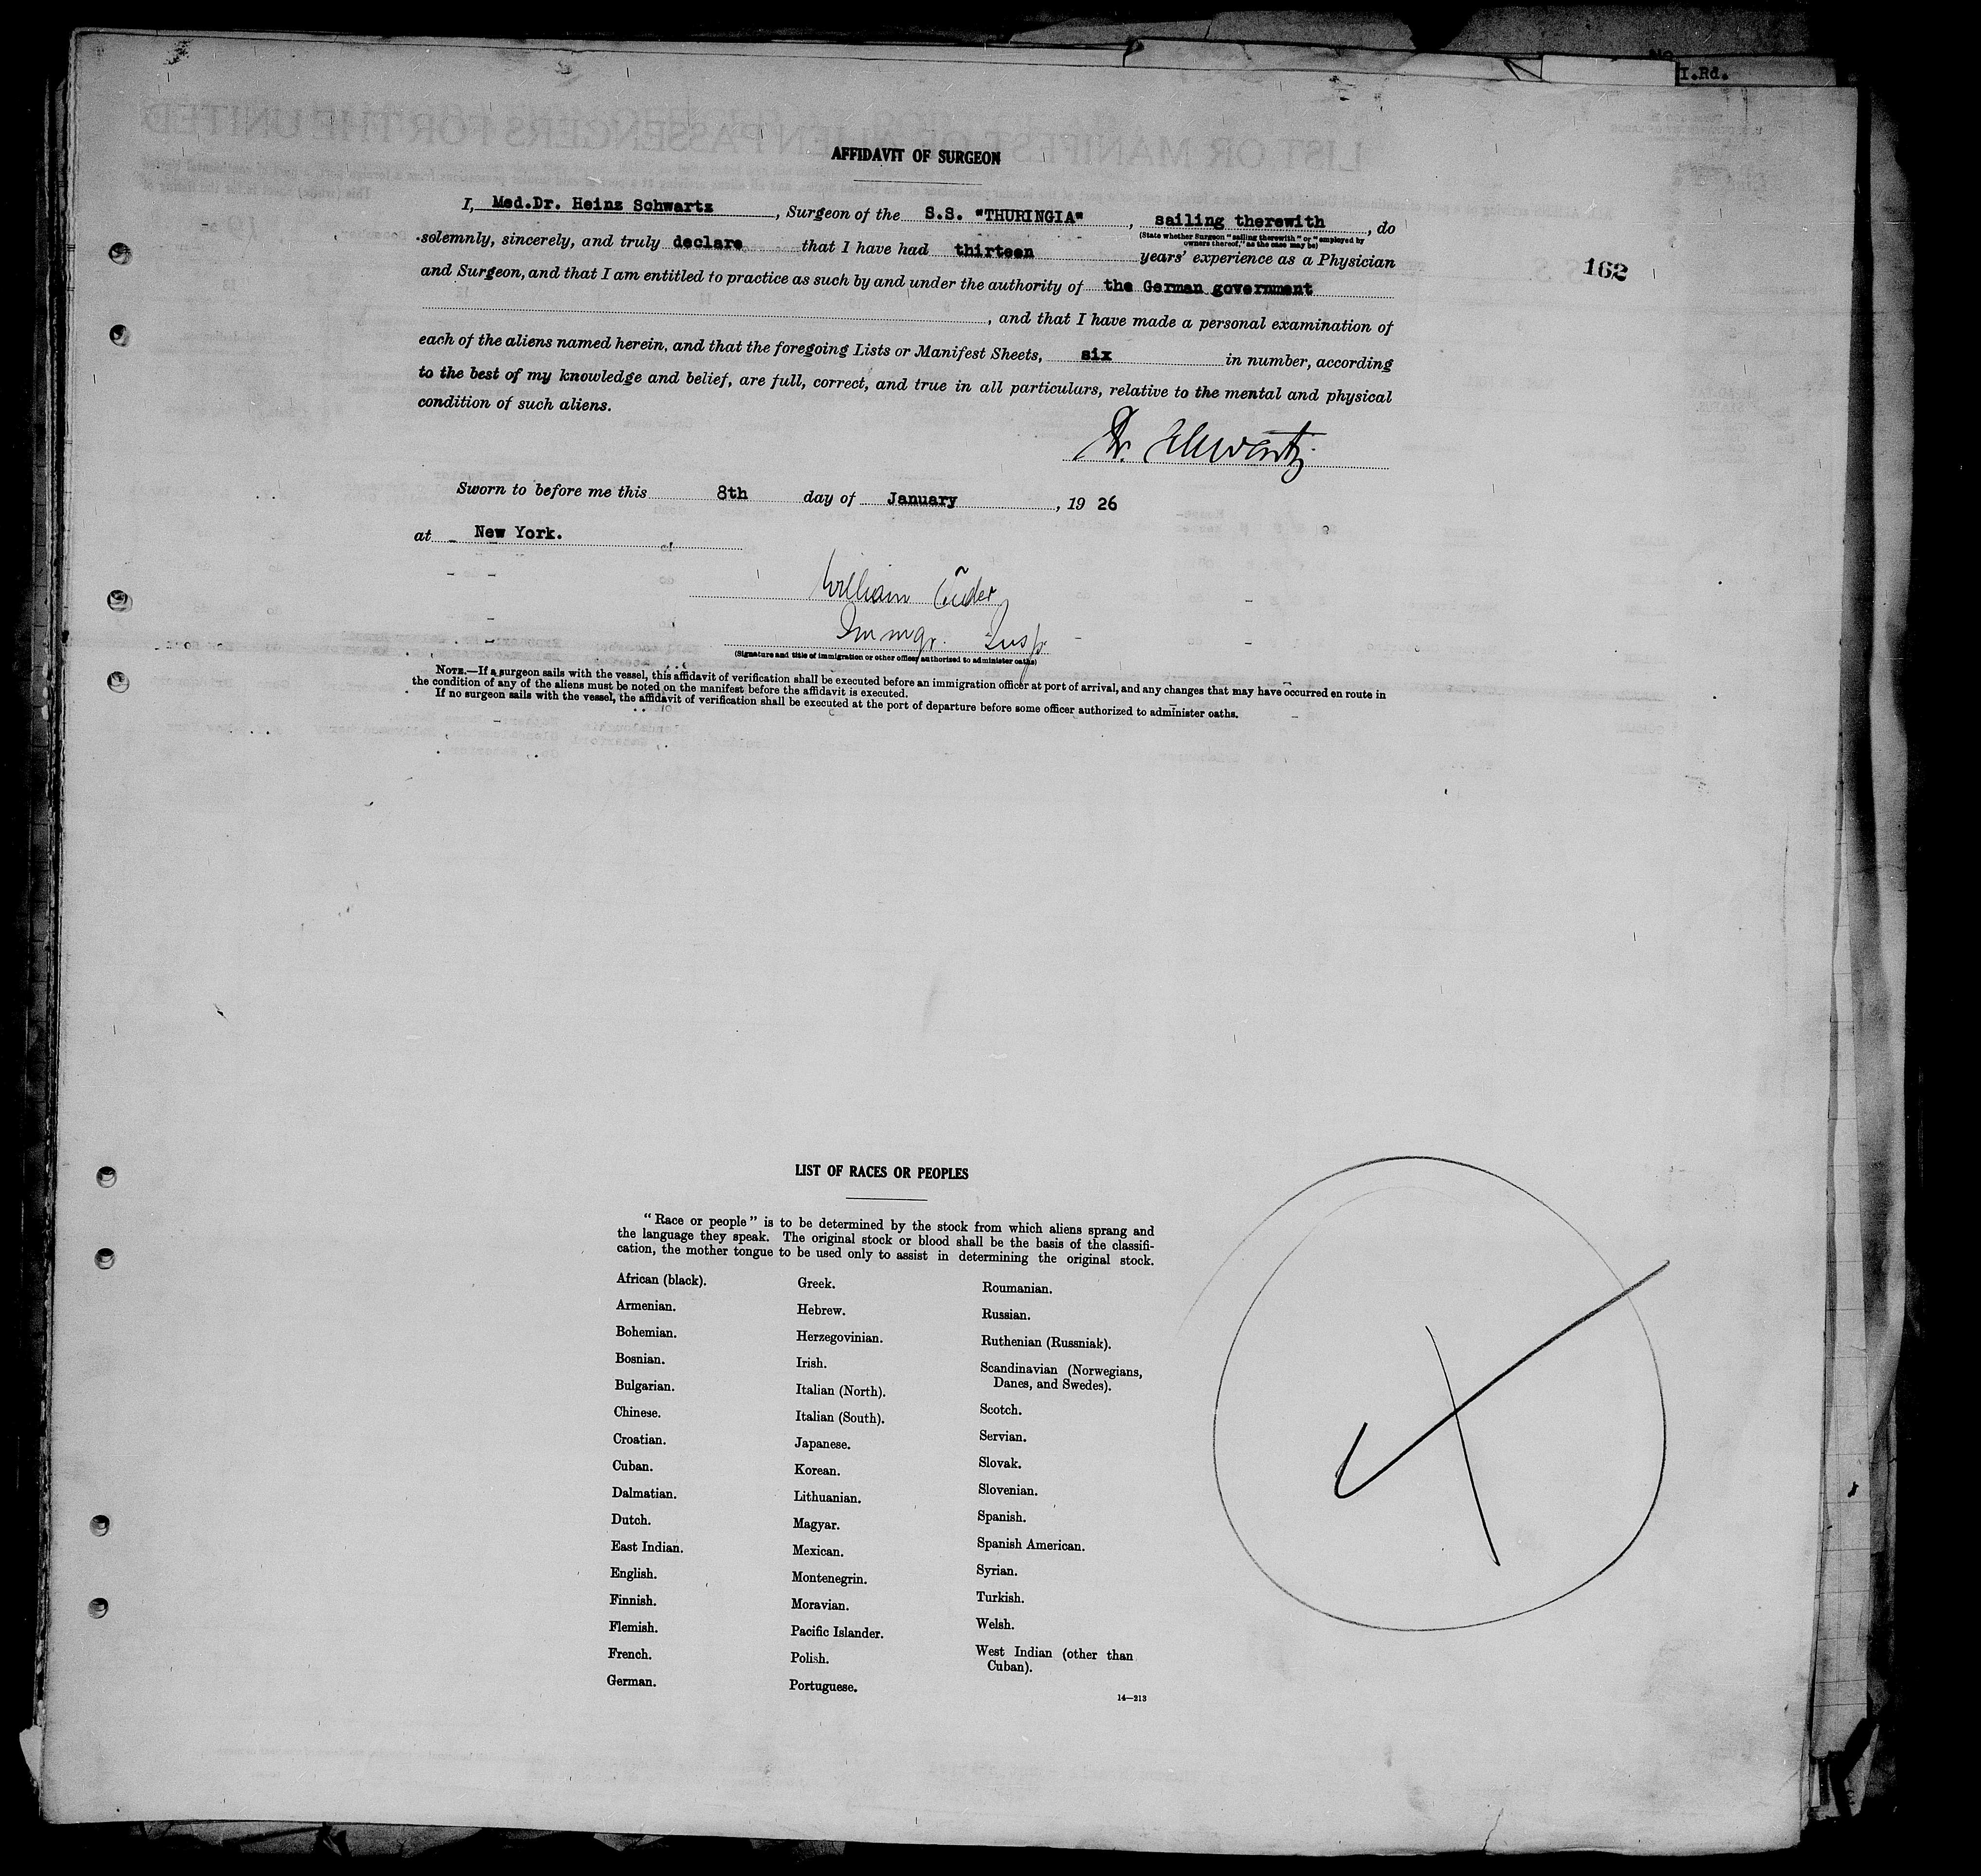 I.Rd.
AFFIDAVIT OF SURGEON
I, Med.Dr. Heinz Schwartz, Surgeon of the S.S. "THURINGIA", sailing therewith, do
(State whether Surgeon "sailing therewith" or "employed by
owners thereof," as the case may be)
solemnly, sincerely, and truly declare that I have had thirteen years' experience as a Physician
162
and Surgeon, and that I am entitled to practice as such by and under the authority of the German government
, and that I have made a personal examination of
each of the aliens named herein, and that the foregoing Lists or Manifest Sheets, six in number, according
to the best of my knowledge and belief, are full, correct, and true in all particulars, relative to the mental and physical
condition of such aliens.
Dr. Schwartz
Sworn to before me this 8th day of January, 19 26
at New York.
William
Immgr. Insp.
(Signature and title of immigration or other officer authorized to administer oaths)
NOTE.—If a surgeon sails with the vessel, this affidavit of verification shall be executed before an immigration officer at port of arrival, and any changes that may have occurred en route in
the condition of any of the aliens must be noted on the manifest before the affidavit is executed.
If no surgeon sails with the vessel, the affidavit of verification shall be executed at the port of departure before some officer authorized to administer oaths.
LIST OF RACES OR PEOPLES
"Race or people" is to be determined by the stock from which aliens sprang and
the language they speak. The original stock or blood shall be the basis of the classifi-
cation, the mother tongue to be used only to assist in determining the original stock.
African (black).
Armenian.
Bohemian.
Bosnian.
Bulgarian.
Chinese.
Croatian.
Cuban.
Dalmatian.
Dutch.
East Indian.
English.
Finnish.
Flemish.
French.
German.
Greek.
Hebrew.
Herzegovinian.
Irish.
Italian (North).
Italian (South).
Japanese.
Korean.
Lithuanian.
Magyar.
Mexican.
Montenegrin.
Moravian.
Pacific Islander.
Polish.
Portuguese.
Roumanian.
Russian.
Ruthenian (Russniak).
Scandinavian (Norwegians,
Danes, and Swedes).
Scotch.
Servian.
Slovak.
Slovenian.
Spanish.
Spanish American.
Syrian.
Turkish.
Welsh.
West Indian (other than
Cuban).
14—213